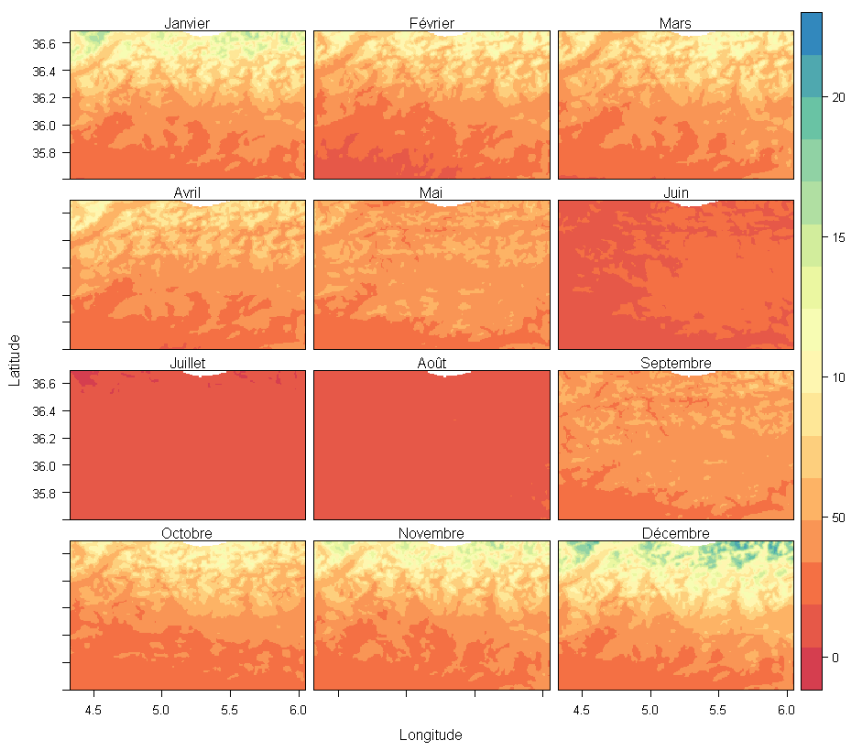 Janvier Février Mars
36.6
36.4
36.2
36.0
35.8
Avril Mai Juin
Juillet Août Septembre
36.6
36.4
36.2
36.0
35.8
Octobre Novembre Décembre
4.5 5.0 5.5 6.0 4.5 5.0 5.5 6.0
Latitude
Longitude
20
15
10
50
0